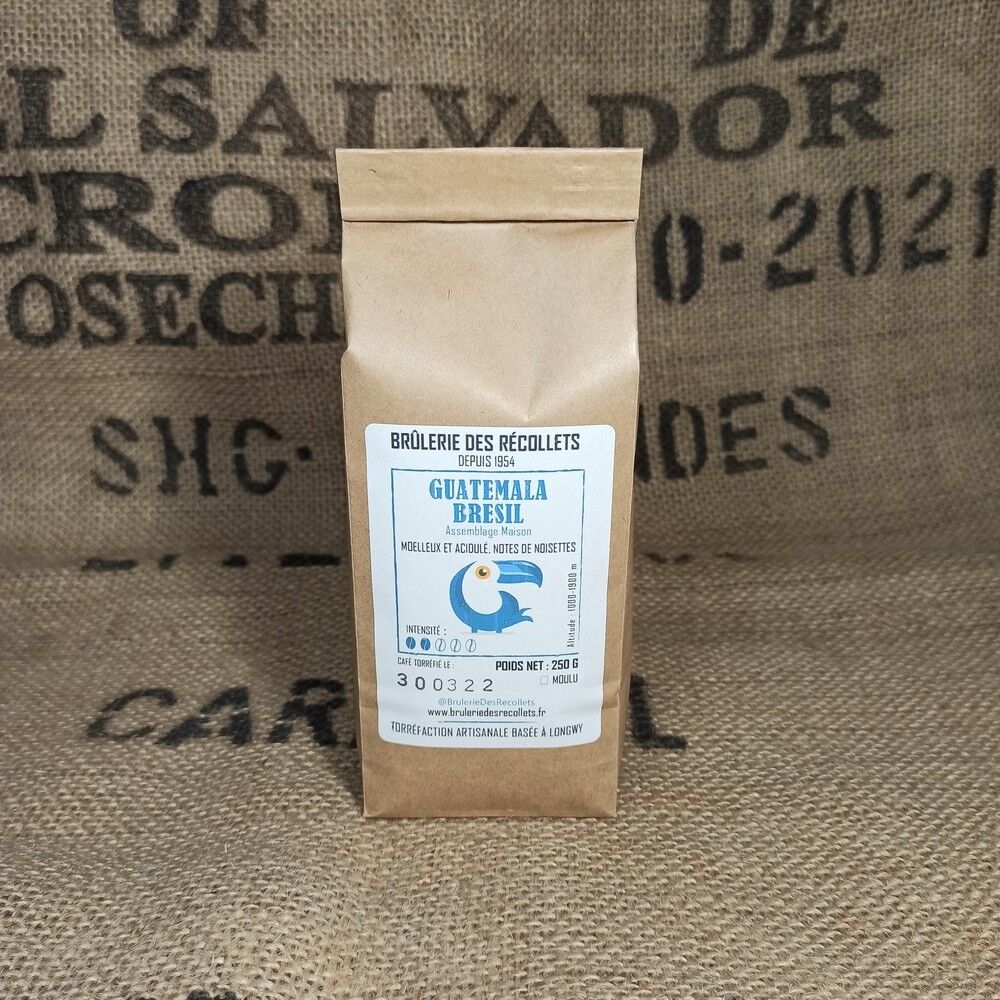 OF DE
L SALVADOR
CRO 0-2021
OSECH
SHG- NDES
BRÛLERIE DES RÉCOLLETS
DEPUIS 1954
GUATEMALA
BRESIL
Assemblage Maison
MOELLEUX ET ACIDULÉ, NOTES DE NOISETTES
Altitude : 1000-1900 m
INTENSITÉ :
CAFÉ TORRÉFIÉ LE :
POIDS NET : 250 G
300322
MOULU
@BrulerieDesRecollets
www.bruleriedesrecollets.fr
TORRÉFACTION ARTISANALE BASÉE À LONGWY
CAR L